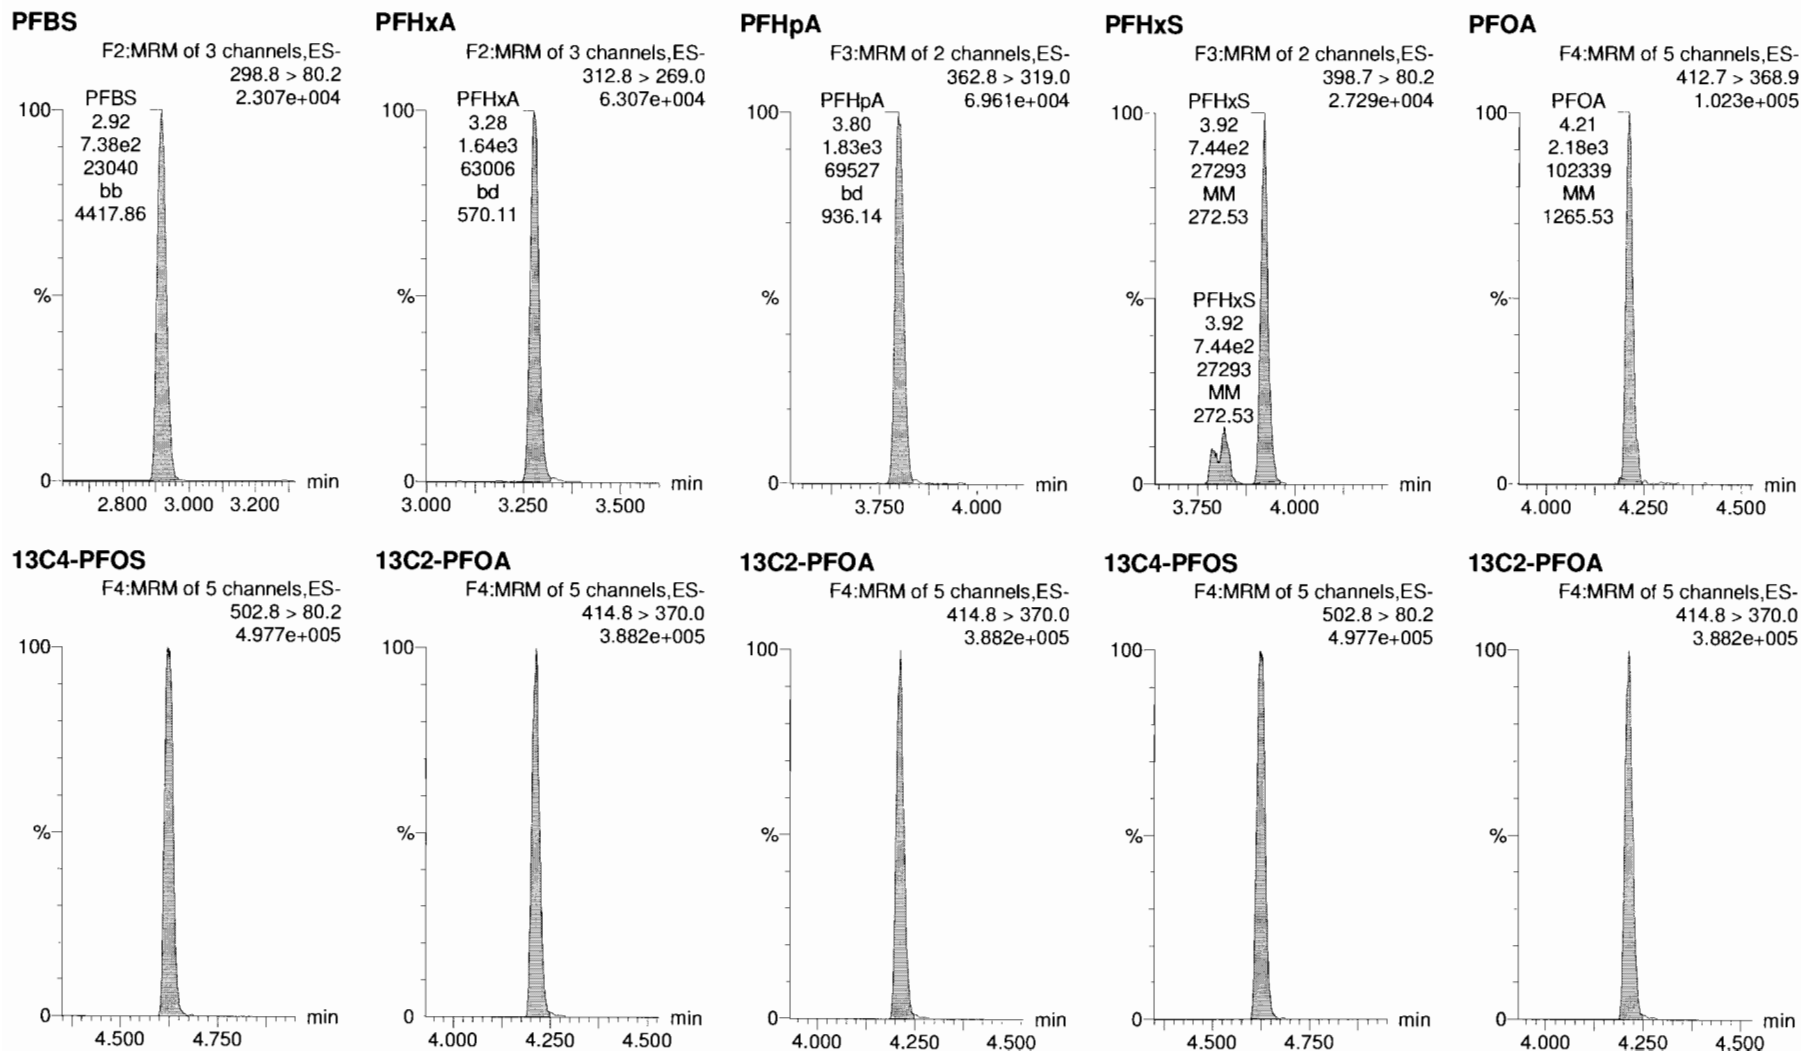 PFBS
F2:MRM of 3 channels,ES-
298.8 > 80.2
2.307e+004
100
PFBS
2.92
7.38e2
23040
bb
4417.86
%
0
min
2.800 3.000 3.200
PFHxA
F2:MRM of 3 channels,ES-
312.8 > 269.0
6.307e+004
100
PFHxA
3.28
1.64e3
63006
bd
570.11
%
0
min
3.000 3.250 3.500
PFHpA
F3:MRM of 2 channels,ES-
362.8 > 319.0
6.961e+004
100
PFHpA
3.80
1.83e3
69527
bd
936.14
%
0
min
3.750 4.000
PFHxS
F3:MRM of 2 channels,ES-
398.7 > 80.2
2.729e+004
100
PFHxS
3.92
7.44e2
27293
MM
272.53
%
PFHxS
3.92
7.44e2
27293
MM
272.53
0
min
3.750 4.000
PFOA
F4:MRM of 5 channels,ES-
412.7 > 368.9
1.023e+005
100
PFOA
4.21
2.18e3
102339
MM
1265.53
%
0
min
4.000 4.250 4.500
13C4-PFOS
F4:MRM of 5 channels,ES-
502.8 > 80.2
4.977e+005
100
%
0
min
4.500 4.750
13C2-PFOA
F4:MRM of 5 channels,ES-
414.8 > 370.0
3.882e+005
100
%
0
min
4.000 4.250 4.500
13C2-PFOA
F4:MRM of 5 channels,ES-
414.8 > 370.0
3.882e+005
100
%
0
min
4.000 4.250 4.500
13C4-PFOS
F4:MRM of 5 channels,ES-
502.8 > 80.2
4.977e+005
100
%
0
min
4.500 4.750
13C2-PFOA
F4:MRM of 5 channels,ES-
414.8 > 370.0
3.882e+005
100
%
0
min
4.000 4.250 4.500